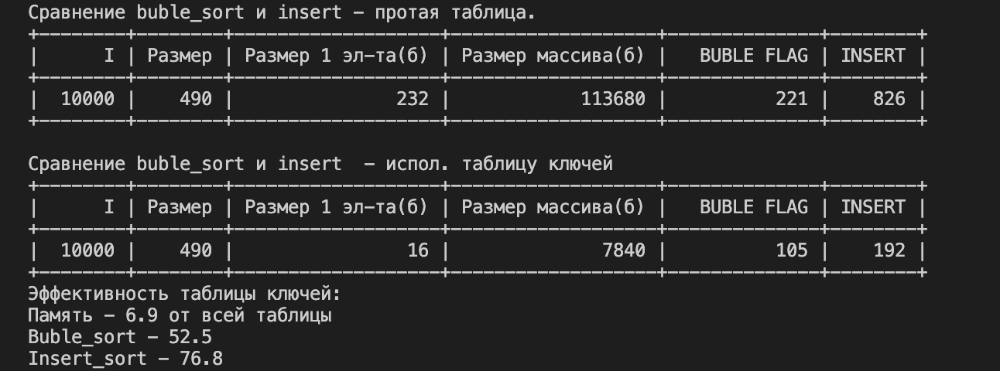 Сравнение buble_sort и insert – протая таблица.
+--------+--------+-------------------+-------------------+--------------+--------+
| I | Размер | Размер 1 эл-та(б) | Размер массива(б) | BUBLE FLAG | INSERT |
+--------+--------+-------------------+-------------------+--------------+--------+
| 10000 | 490 | 232 | 113680 | 221 | 826 |
+--------+--------+-------------------+-------------------+--------------+--------+
Сравнение buble_sort и insert – испол. таблицу ключей
+--------+--------+-------------------+-------------------+--------------+--------+
| I | Размер | Размер 1 эл-та(б) | Размер массива(б) | BUBLE FLAG | INSERT |
+--------+--------+-------------------+-------------------+--------------+--------+
| 10000 | 490 | 16 | 7840 | 105 | 192 |
+--------+--------+-------------------+-------------------+--------------+--------+
Эффективность таблицы ключей:
Память – 6.9 от всей таблицы
Buble_sort – 52.5
Insert_sort – 76.8